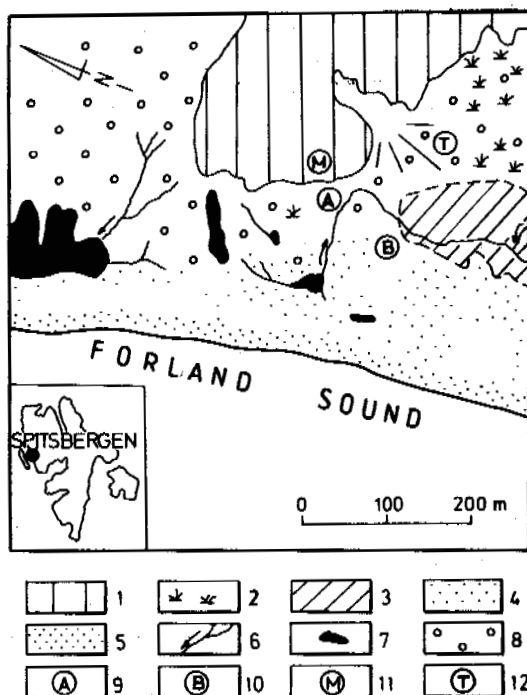 N
M
T
A
B
FORLAND SOUND
SPITSBERGEN
0 100 200 m
1 2 3 4
5 6 7 8
A 9 B 10 M 11 T 12